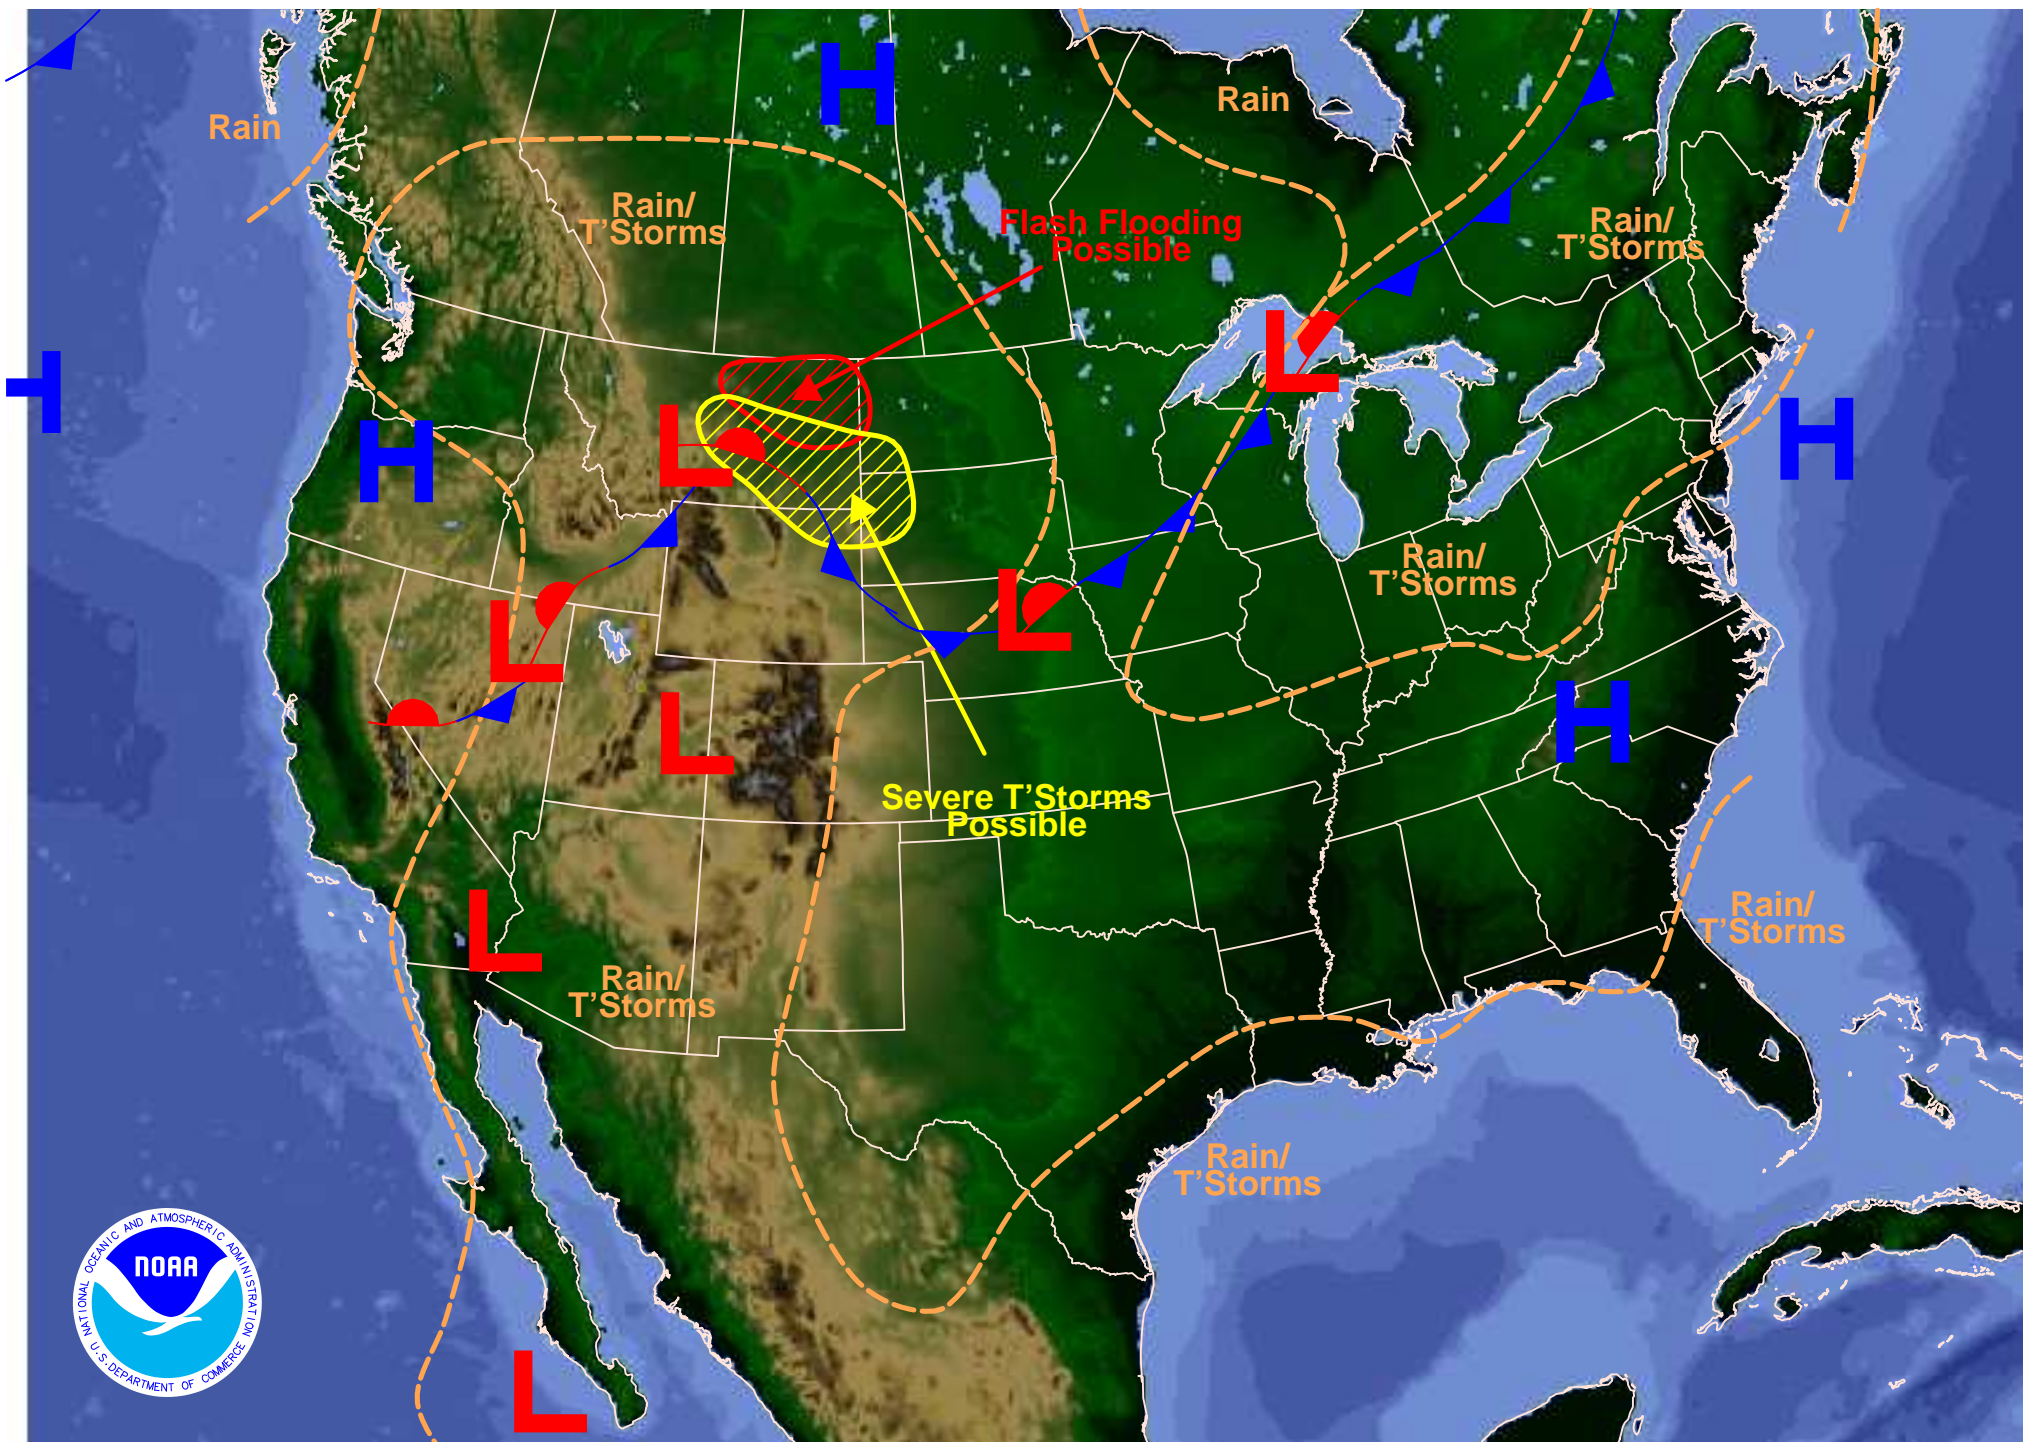 H
Rain
Rain
Rain/
T'Storms
Flash Flooding
Possible
Rain/
T'Storms
L
H
H
H
L
L
Rain/
T'Storms
L
L
L
H
Severe T'Storms
Possible
L
Rain/
T'Storms
Rain/
T'Storms
Rain/
T'Storms
NATIONAL OCEANIC AND ATMOSPHERIC ADMINISTRATION
NOAA
U.S. DEPARTMENT OF COMMERCE
L